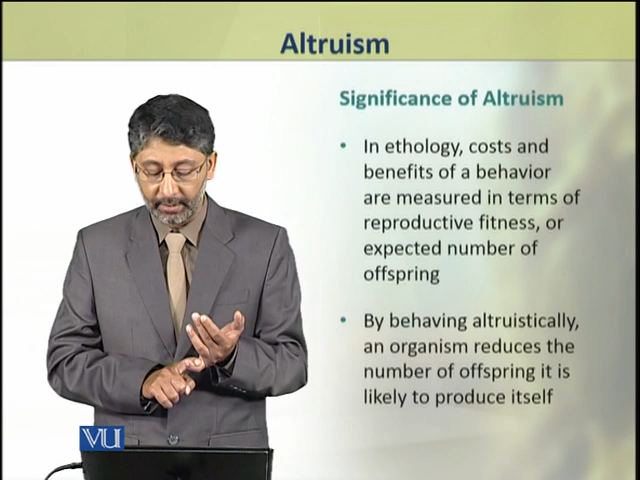 Altruism
Significance of Altruism
• In ethology, costs and
benefits of a behavior
are measured in terms of
reproductive fitness, or
expected number of
offspring
• By behaving altruistically,
an organism reduces the
number of offspring it is
likely to produce itself
VU